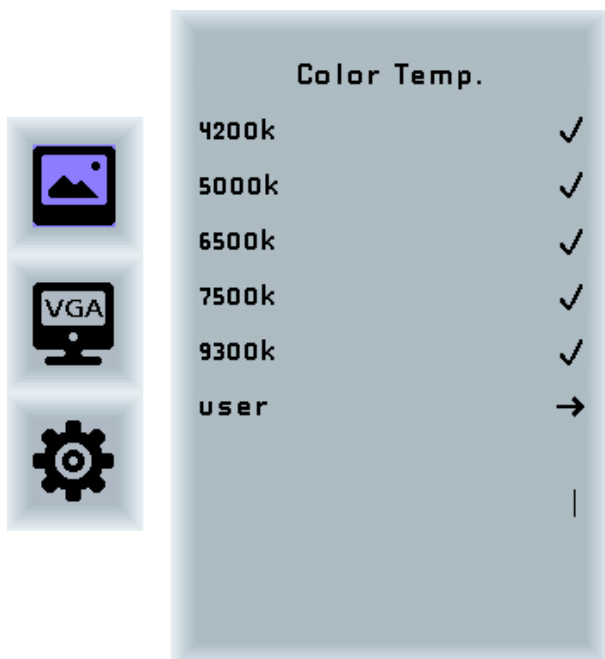 Color Temp.
4200k ✓
5000k ✓
6500k ✓
VGA
7500k ✓
9300k ✓
user →